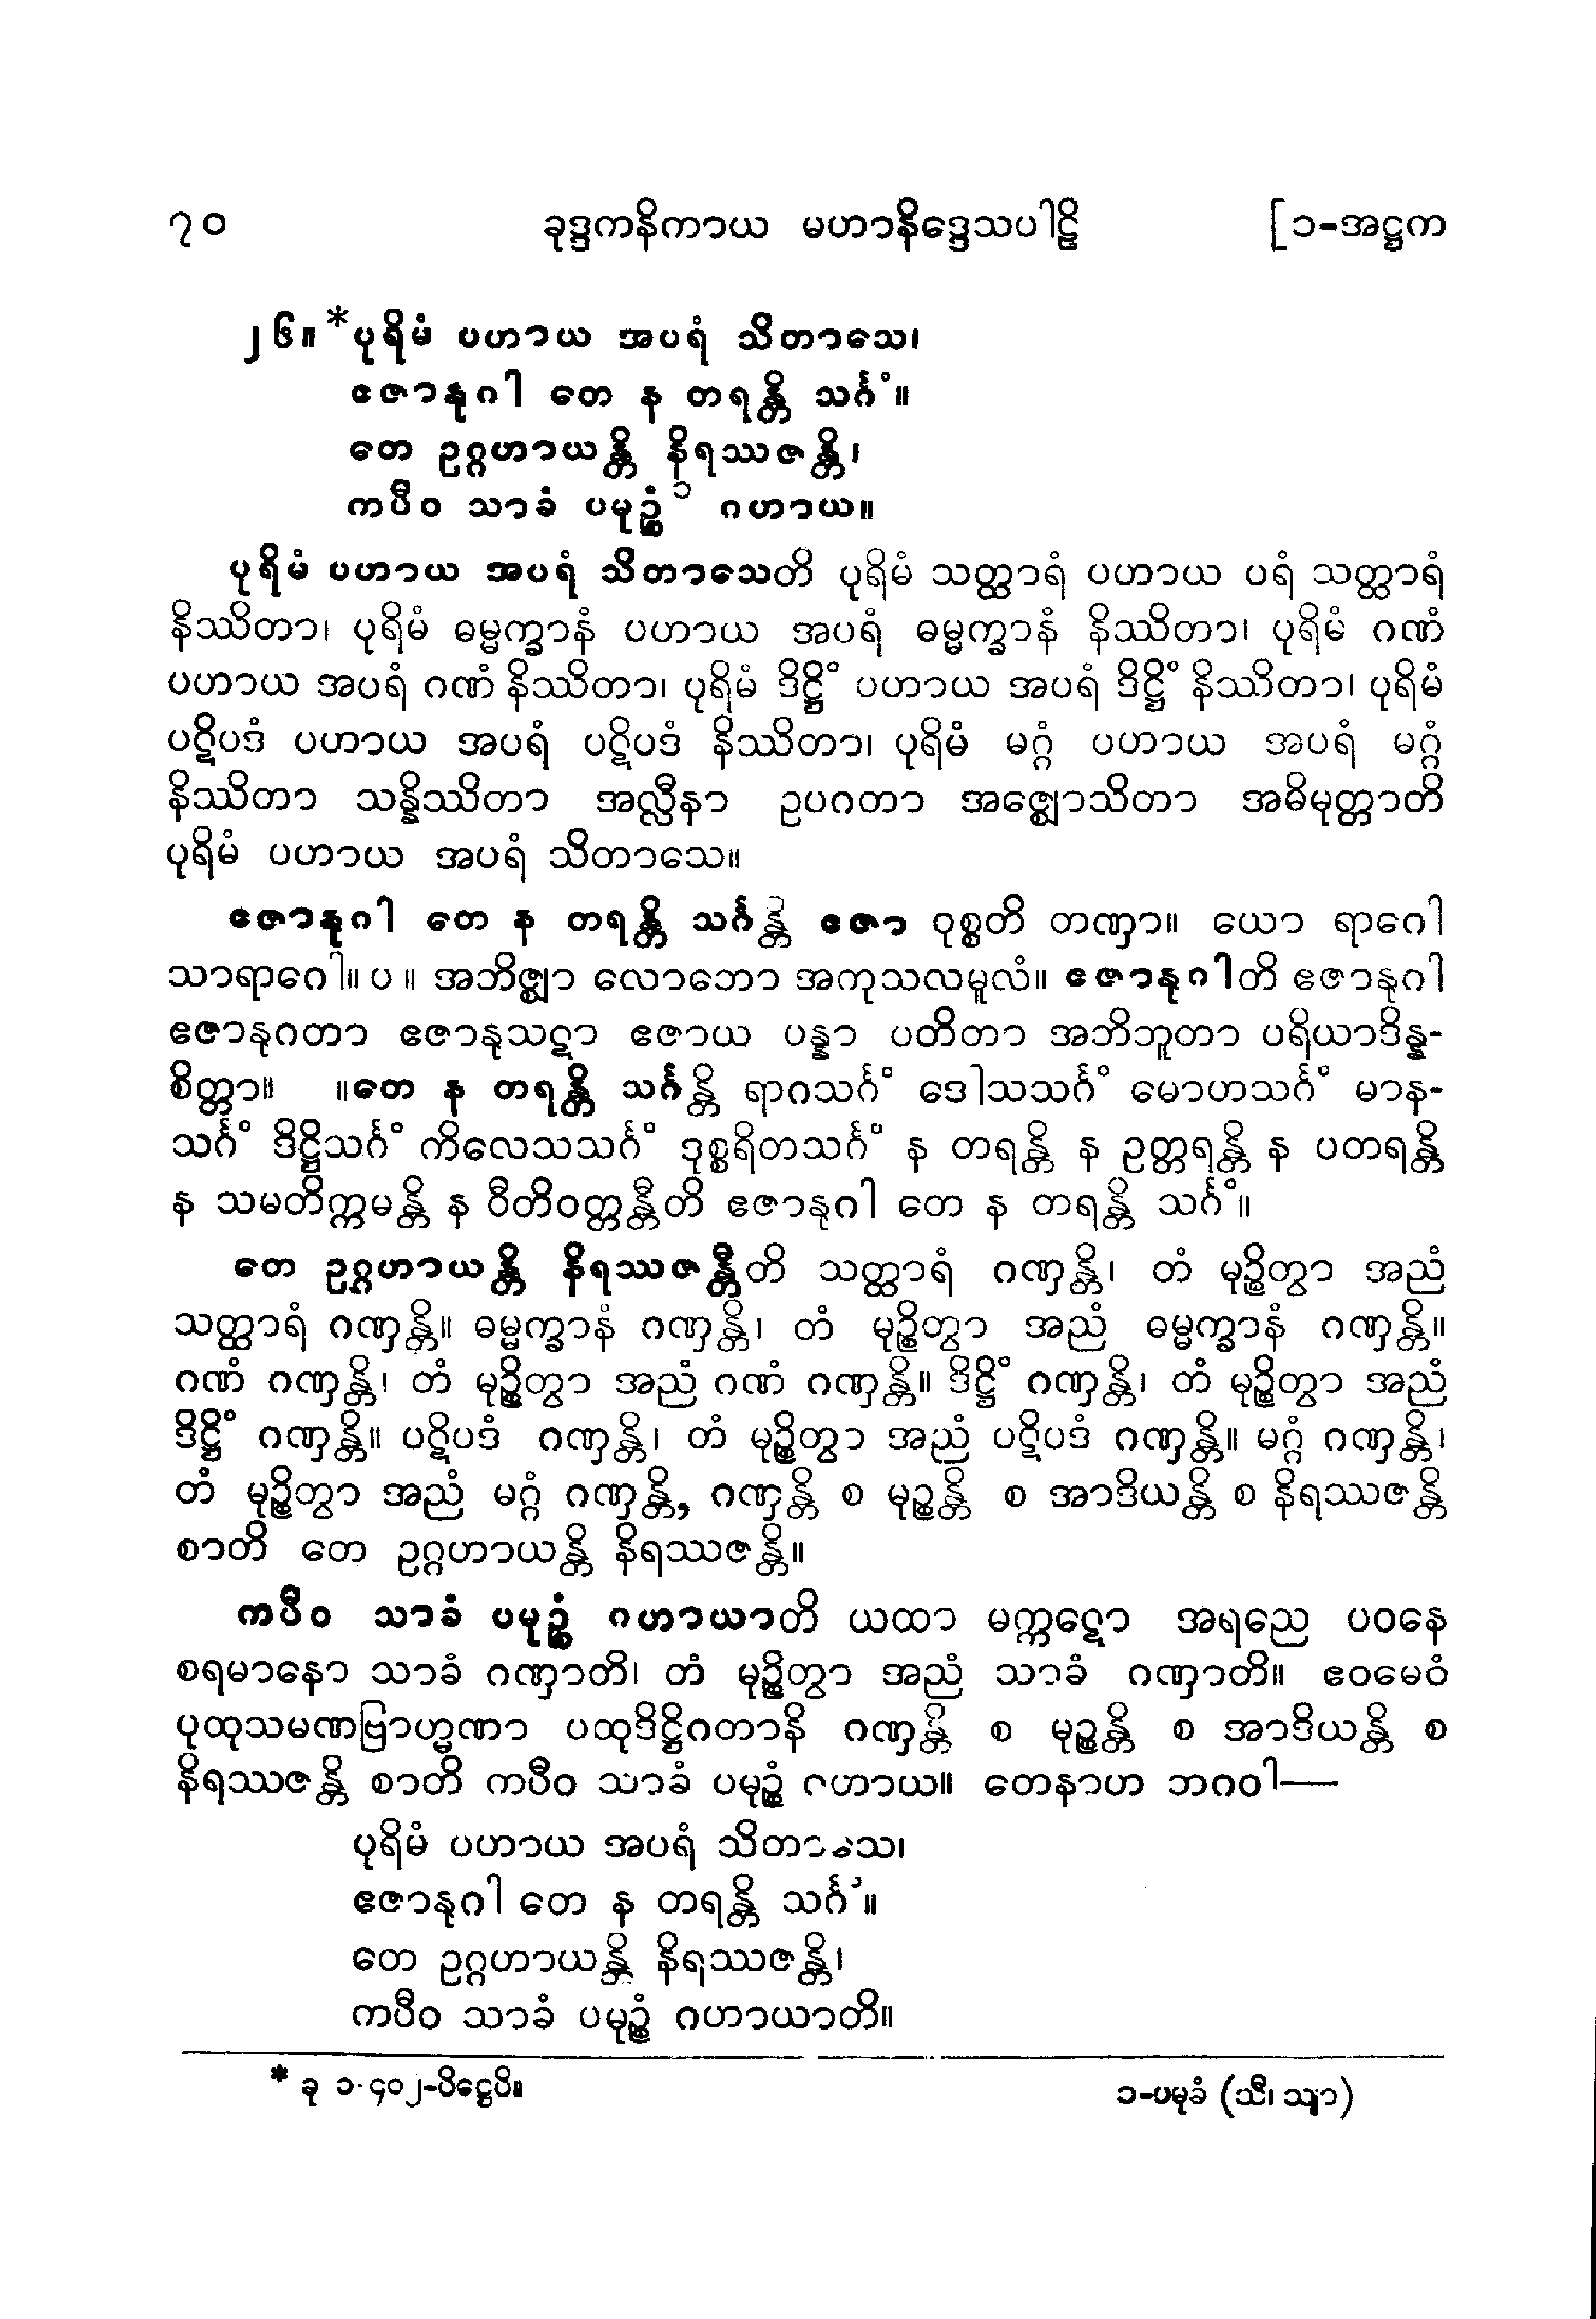 ၇၀ ခုဒ္ဒကနိကာယ မဟာနိဒ္ဒေသပါဠိ [၁-အဋ္ဌက
၂၆။*ပုရိမံ ပဟာယ အပရံ သိတာသေ၊
ဧဇာနုဂါ တေ န တရန္တိ သင်္ဂံ။
တေ ဥဂ္ဂဟာယန္တိ နိရဿဇန္တိ၊
ကပီဝ သာခံ ပမုဉ္စံ၁ ဂဟာယ။
ပုရိမံ ပဟာယ အပရံ သိတာသေတိ ပုရိမံ သတ္ထာရံ ပဟာယ ပရံ သတ္ထာရံ
နိဿိတာ၊ ပုရိမံ ဓမ္မက္ခာနံ ပဟာယ အပရံ ဓမ္မက္ခာနံ နိဿိတာ၊ ပုရိမံ ဂဏံ
ပဟာယ အပရံ ဂဏံ နိဿိတာ၊ ပုရိမံ ဒိဋ္ဌိံ ပဟာယ အပရံ ဒိဋ္ဌိံ နိဿိတာ၊ ပုရိမံ
ပဋိပဒံ ပဟာယ အပရံ ပဋိပဒံ နိဿိတာ၊ ပုရိမံ မဂ္ဂံ ပဟာယ အပရံ မဂ္ဂံ
နိဿိတာ သန္နိဿိတာ အလ္လီနာ ဥပဂတာ အဇ္ဈောသိတာ အဓိမုတ္တာတိ
ပုရိမံ ပဟာယ အပရံ သိတာသေ။
ဧဇာနုဂါ တေ န တရန္တိ သင်္ဂန္တိ ဧဇာ ဝုစ္စတိ တဏှာ။ ယော ရာဂေါ
သာရာဂေါ။ ပ ။ အဘိဇ္ဈာ လောဘော အကုသလမူလံ။ ဧဇာနုဂါတိ ဧဇာနုဂါ
ဧဇာနုဂတာ ဧဇာနုသဋာ ဧဇာယ ပန္နာ ပတိတာ အဘိဘူတာ ပရိယာဒိန္န-
စိတ္တာ။ ။တေ န တရန္တိ သင်္ဂန္တိ ရာဂသင်္ဂံ ဒေါသသင်္ဂံ မောဟသင်္ဂံ မာန-
သင်္ဂံ ဒိဋ္ဌိသင်္ဂံ ကိလေသသင်္ဂံ ဒုစ္စရိတသင်္ဂံ န တရန္တိ န ဥတ္တရန္တိ န ပတရန္တိ
န သမတိက္ကမန္တိ န ဝီတိဝတ္တန္တီတိ ဧဇာနုဂါ တေ န တရန္တိ သင်္ဂံ။
တေ ဥဂ္ဂဟာယန္တိ နိရဿဇန္တီတိ သတ္ထာရံ ဂဏှန္တိ၊ တံ မုဉ္စိတွာ အညံ
သတ္ထာရံ ဂဏှန္တိ။ ဓမ္မက္ခာနံ ဂဏှန္တိ၊ တံ မုဉ္စိတွာ အညံ ဓမ္မက္ခာနံ ဂဏှန္တိ။
ဂဏံ ဂဏှန္တိ၊ တံ မုဉ္စိတွာ အညံ ဂဏံ ဂဏှန္တိ။ ဒိဋ္ဌိံ ဂဏှန္တိ၊ တံ မုဉ္စိတွာ အညံ
ဒိဋ္ဌိံ ဂဏှန္တိ။ ပဋိပဒံ ဂဏှန္တိ၊ တံ မုဉ္စိတွာ အညံ ပဋိပဒံ ဂဏှန္တိ။ မဂ္ဂံ ဂဏှန္တိ၊
တံ မုဉ္စိတွာ အညံ မဂ္ဂံ ဂဏှန္တိ, ဂဏှန္တိ စ မုဉ္စန္တိ စ အာဒိယန္တိ စ နိရဿဇန္တိ
စာတိ တေ ဥဂ္ဂဟာယန္တိ နိရဿဇန္တိ။
ကပီဝ သာခံ ပမုဉ္စံ ဂဟာယာတိ ယထာ မက္ကဋော အရညေ ပဝနေ
စရမာနော သာခံ ဂဏှာတိ၊ တံ မုဉ္စိတွာ အညံ သာခံ ဂဏှာတိ။ ဧဝမေဝံ
ပုထုသမဏဗြာဟ္မဏာ ပထုဒိဋ္ဌိဂတာနိ ဂဏှန္တိ စ မုဉ္စန္တိ စ အာဒိယန္တိ စ
နိရဿဇန္တိ စာတိ ကပီဝ သာခံ ပမုဉ္စံ ဂဟာယ။ တေနာဟ ဘဂဝါ—
ပုရိမံ ပဟာယ အပရံ သိတာသေ၊
ဧဇာနုဂါ တေ န တရန္တိ သင်္ဂံ။
တေ ဥဂ္ဂဟာယန္တိ နိရဿဇန္တိ၊
ကပီဝ သာခံ ပမုဉ္စံ ဂဟာယာတိ။
* ခု ၁·၄၀၂-ပိဋ္ဌေပိ။ ၁-ပမုခံ (သီ၊ သျာ)